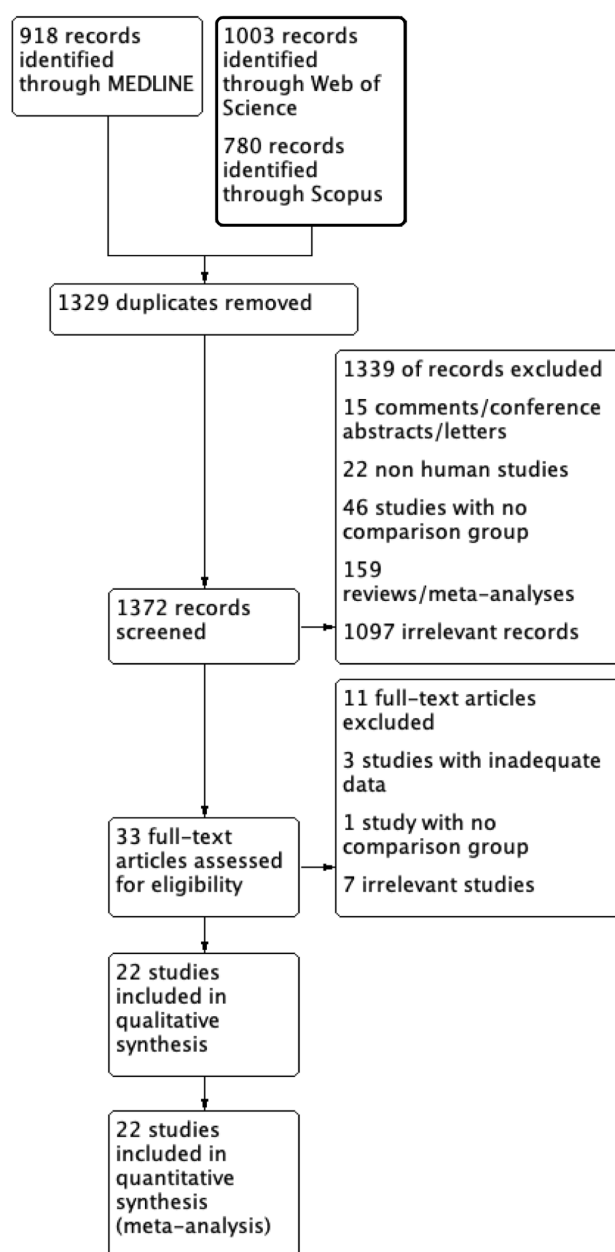 918 records
identified
through MEDLINE
1003 records
identified
through Web of
Science
780 records
identified
through Scopus
1329 duplicates removed
1339 of records excluded
15 comments/conference
abstracts/letters
22 non human studies
46 studies with no
comparison group
159
reviews/meta-analyses
1097 irrelevant records
1372 records
screened
11 full-text articles
excluded
3 studies with inadequate
data
1 study with no
comparison group
7 irrelevant studies
33 full-text
articles assessed
for eligibility
22 studies
included in
qualitative
synthesis
22 studies
included in
quantitative
synthesis
(meta-analysis)